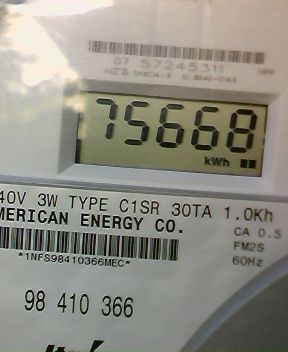 07 57245311
75668
kWh
40V 3W TYPE C1SR 30TA 1.0Kh
MERICAN ENERGY CO.
CA 0.5
FM2S
60Hz
*1NFS98410366MEC*
98 410 366